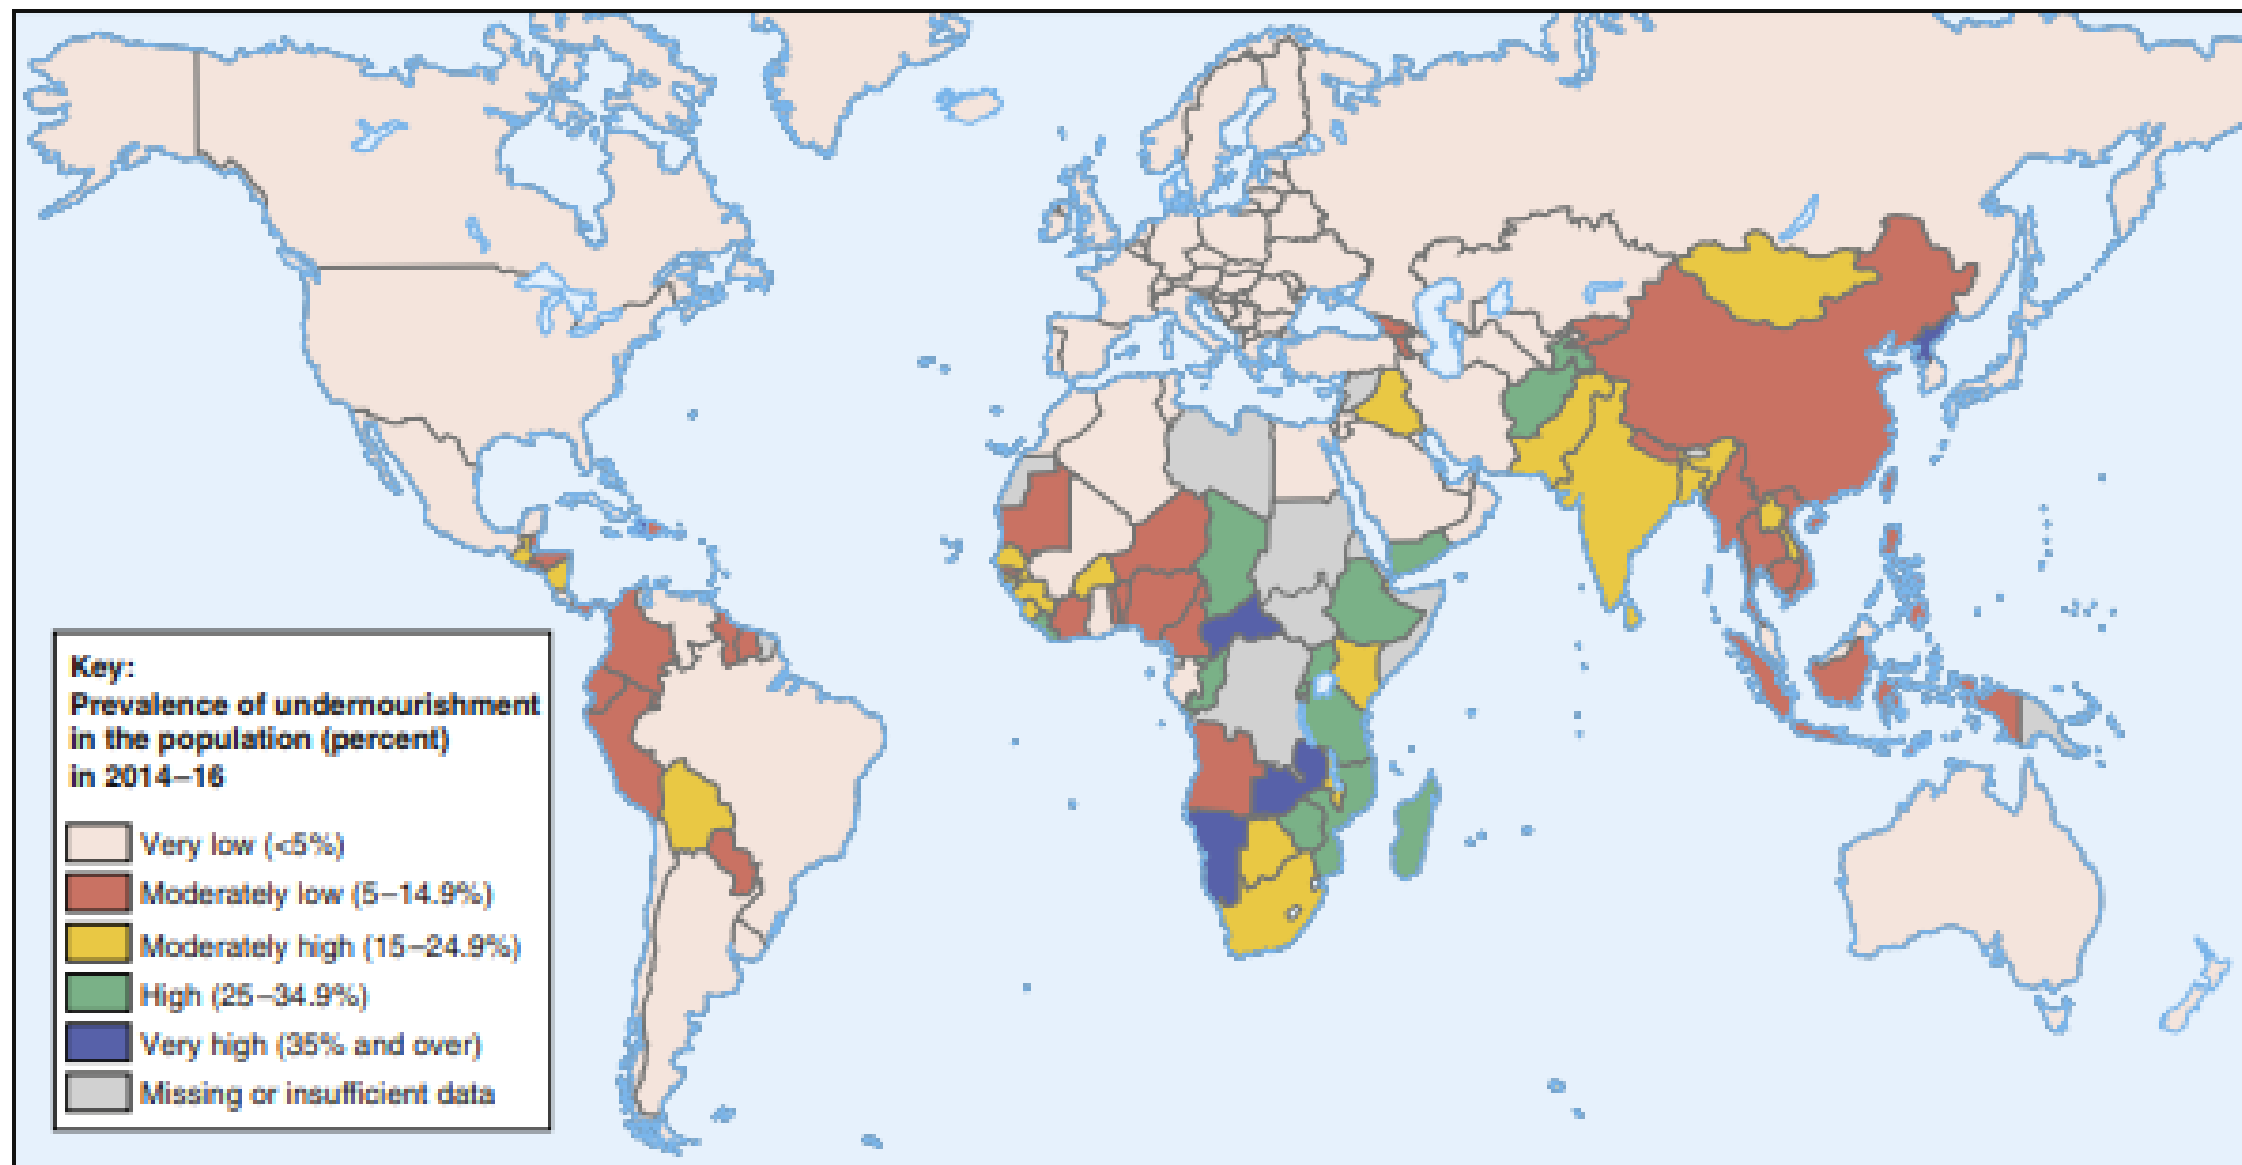 Key:
Prevalence of undernourishment
in the population (percent)
in 2014–16
Very low (<5%)
Moderately low (5–14.9%)
Moderately high (15–24.9%)
High (25–34.9%)
Very high (35% and over)
Missing or insufficient data